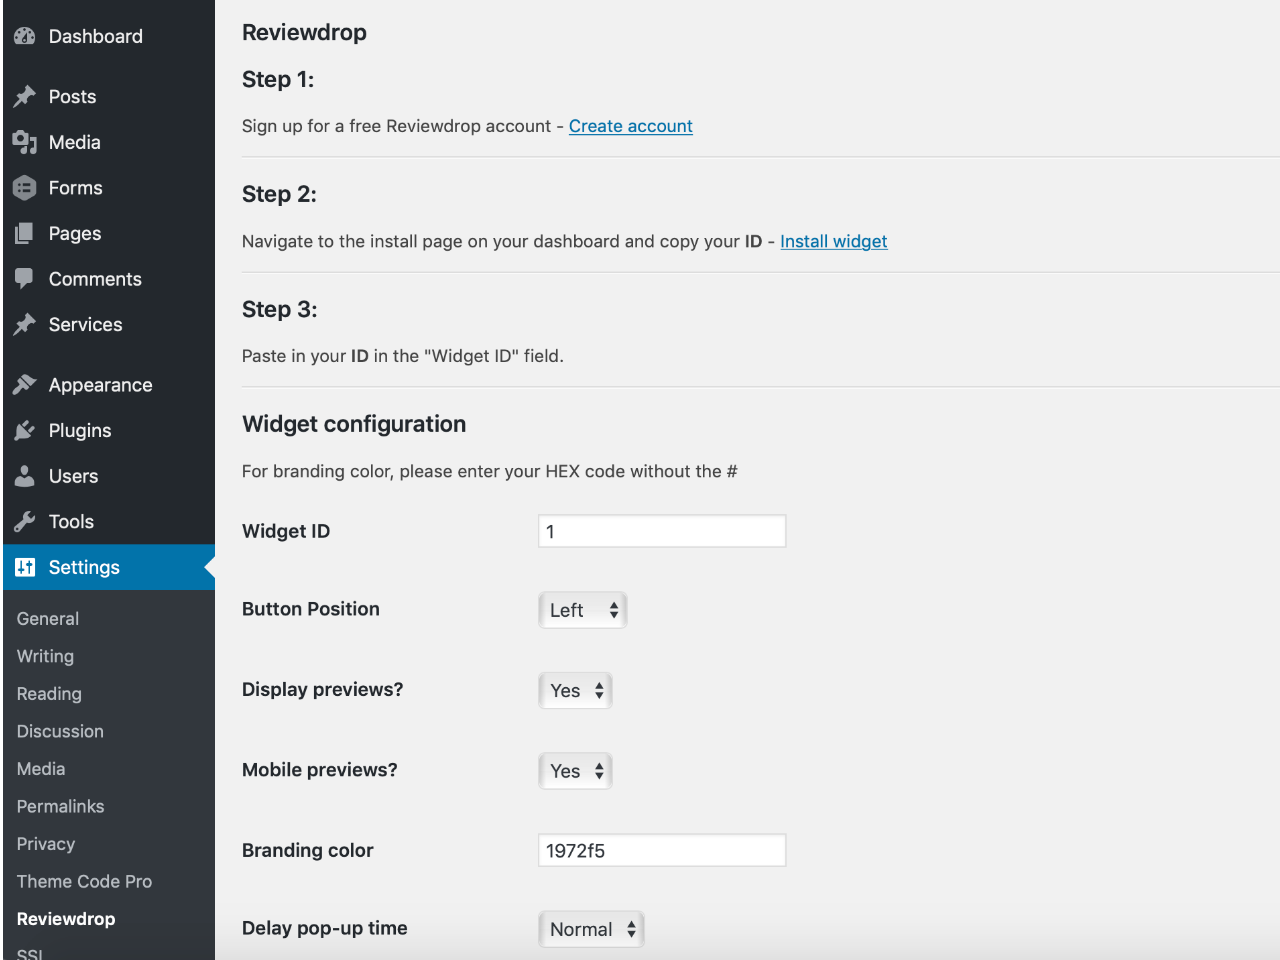 Dashboard
Posts
Media
Forms
Pages
Comments
Services
Appearance
Plugins
Users
Tools
Settings
General
Writing
Reading
Discussion
Media
Permalinks
Privacy
Theme Code Pro
Reviewdrop
SSL
Reviewdrop
Step 1:
Sign up for a free Reviewdrop account - Create account
Step 2:
Navigate to the install page on your dashboard and copy your ID - Install widget
Step 3:
Paste in your ID in the "Widget ID" field.
Widget configuration
For branding color, please enter your HEX code without the #
Widget ID 1
Button Position Left
Display previews? Yes
Mobile previews? Yes
Branding color 1972f5
Delay pop-up time Normal